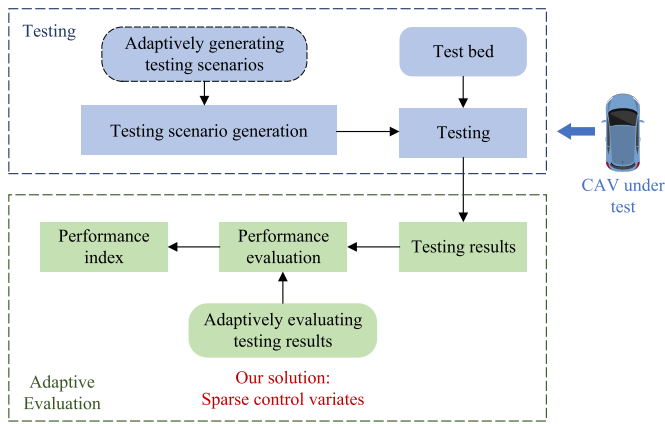 Testing
Adaptively generating
testing scenarios
Test bed
Testing scenario generation
Testing
CAV under
test
Performance
index
Performance
evaluation
Testing results
Adaptively evaluating
testing results
Our solution:
Sparse control variates
Adaptive
Evaluation